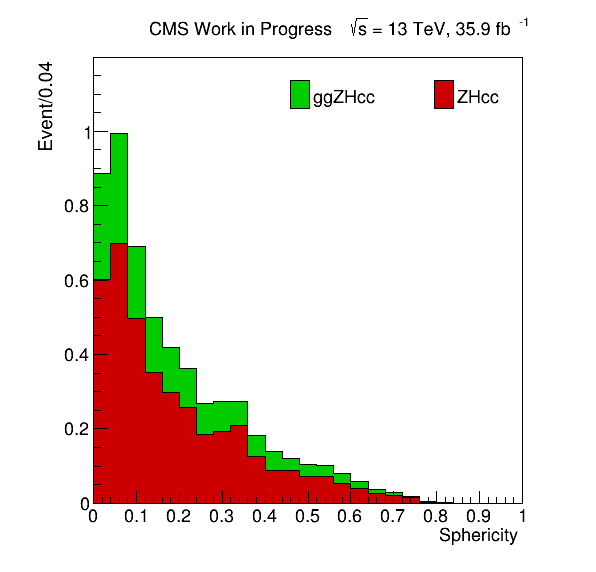 CMS Work in Progress √s = 13 TeV, 35.9 fb -1
Event/0.04
ggZHcc ZHcc
1
0.8
0.6
0.4
0.2
0
0 0.1 0.2 0.3 0.4 0.5 0.6 0.7 0.8 0.9 1
Sphericity